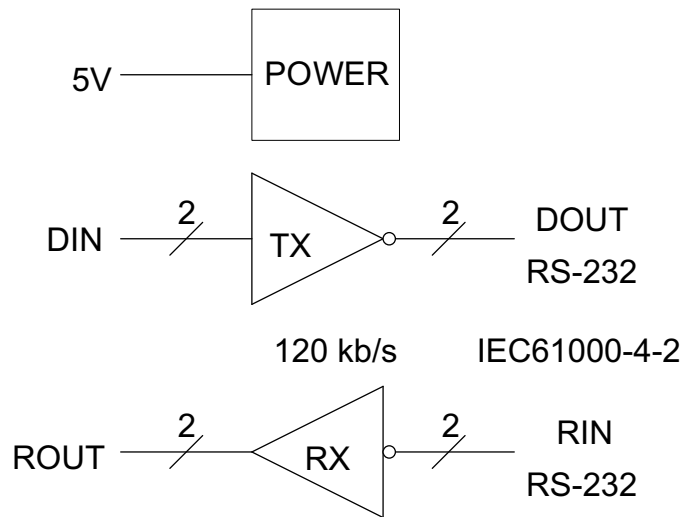 5V
POWER
2
2
DIN
TX
DOUT
RS-232
120 kb/s
IEC61000-4-2
2
2
ROUT
RX
RIN
RS-232